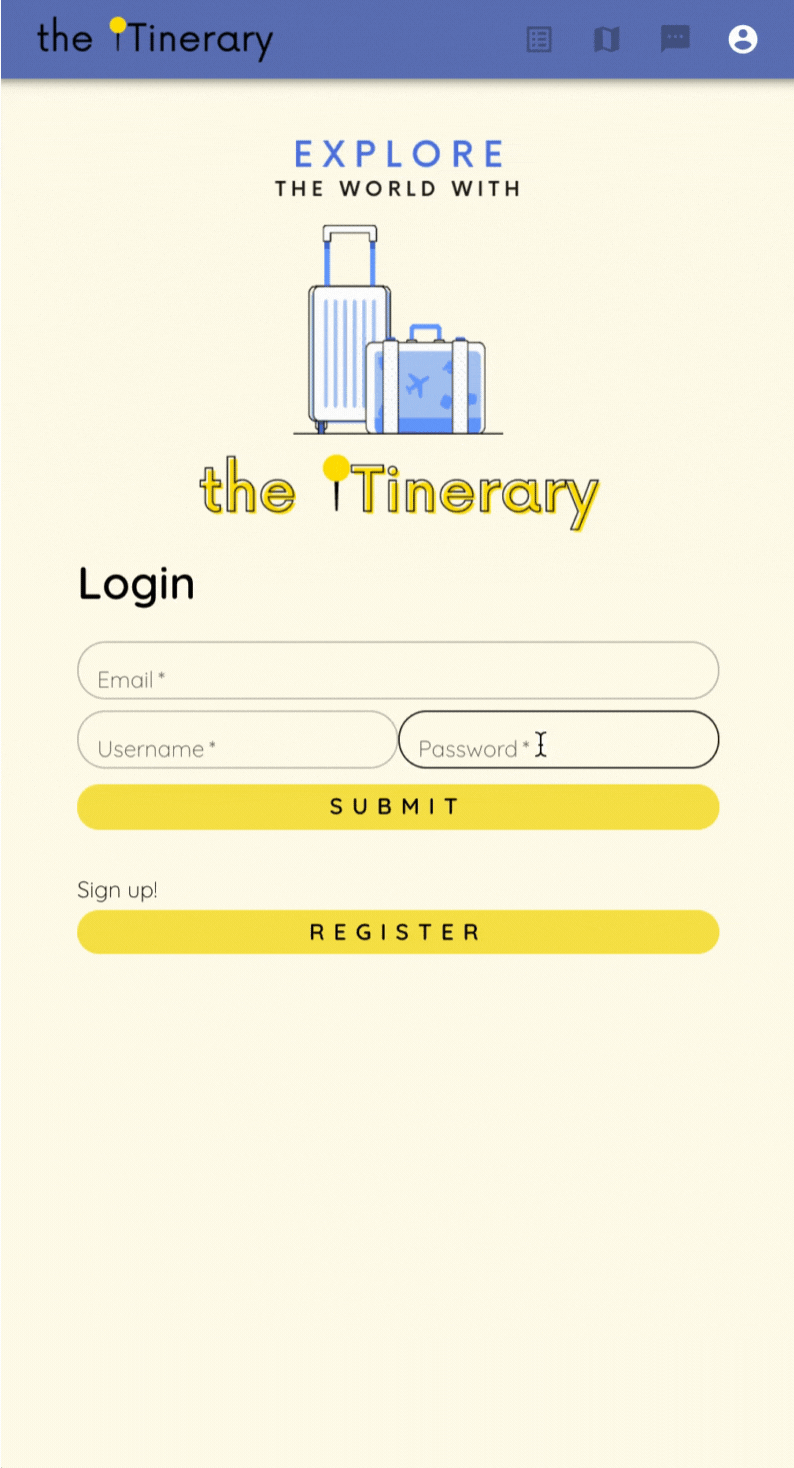 the iTinerary
EXPLORE
THE WORLD WITH
the iTinerary
Login
Email *
Username * Password *
SUBMIT
Sign up!
REGISTER